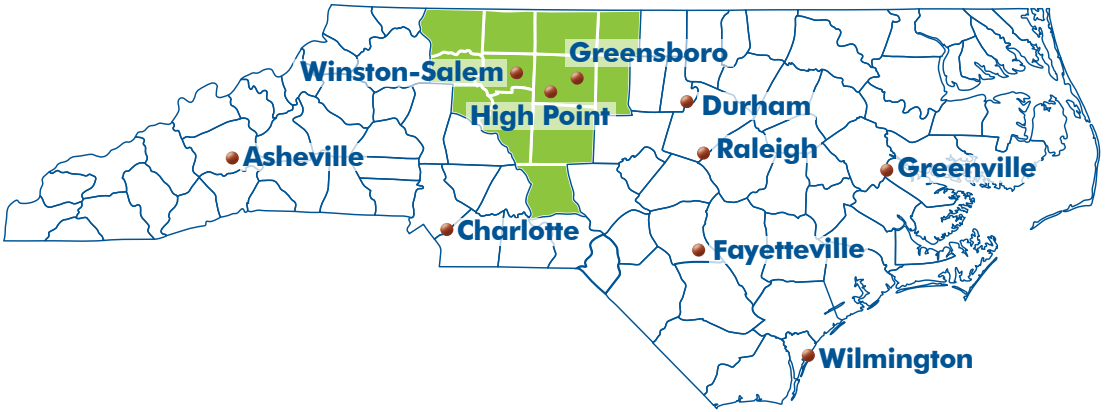 Greensboro
Winston-Salem
High Point
Durham
Raleigh
Asheville
Greenville
Charlotte
Fayetteville
Wilmington